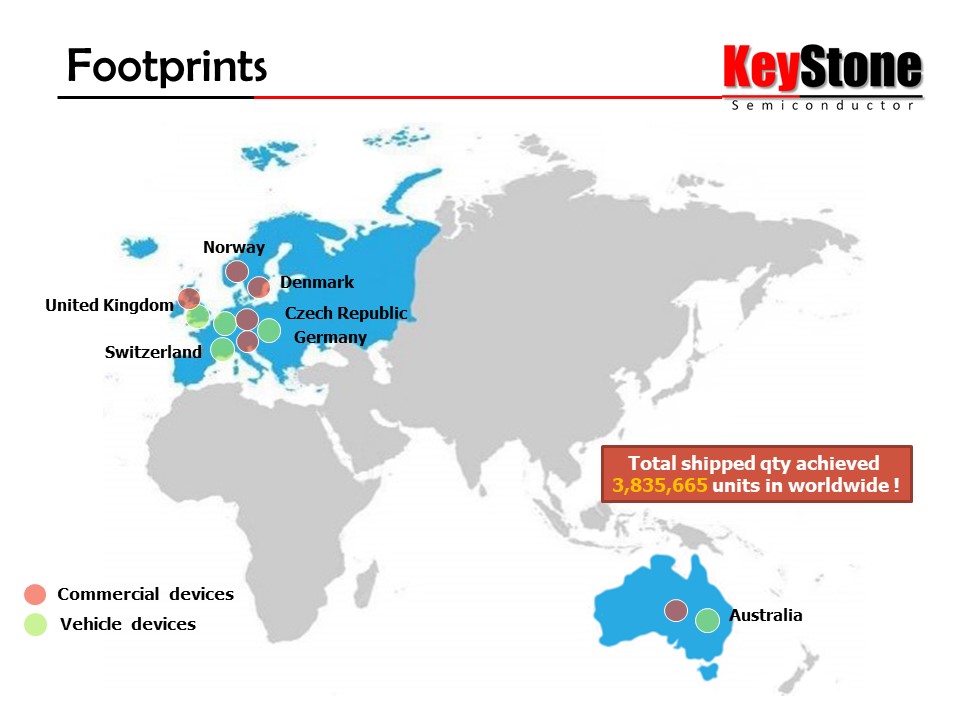 Footprints
KeyStone
Semiconductor
Norway
Denmark
United Kingdom
Czech Republic
Germany
Switzerland
Total shipped qty achieved
3,835,665 units in worldwide !
Commercial devices
Vehicle devices
Australia